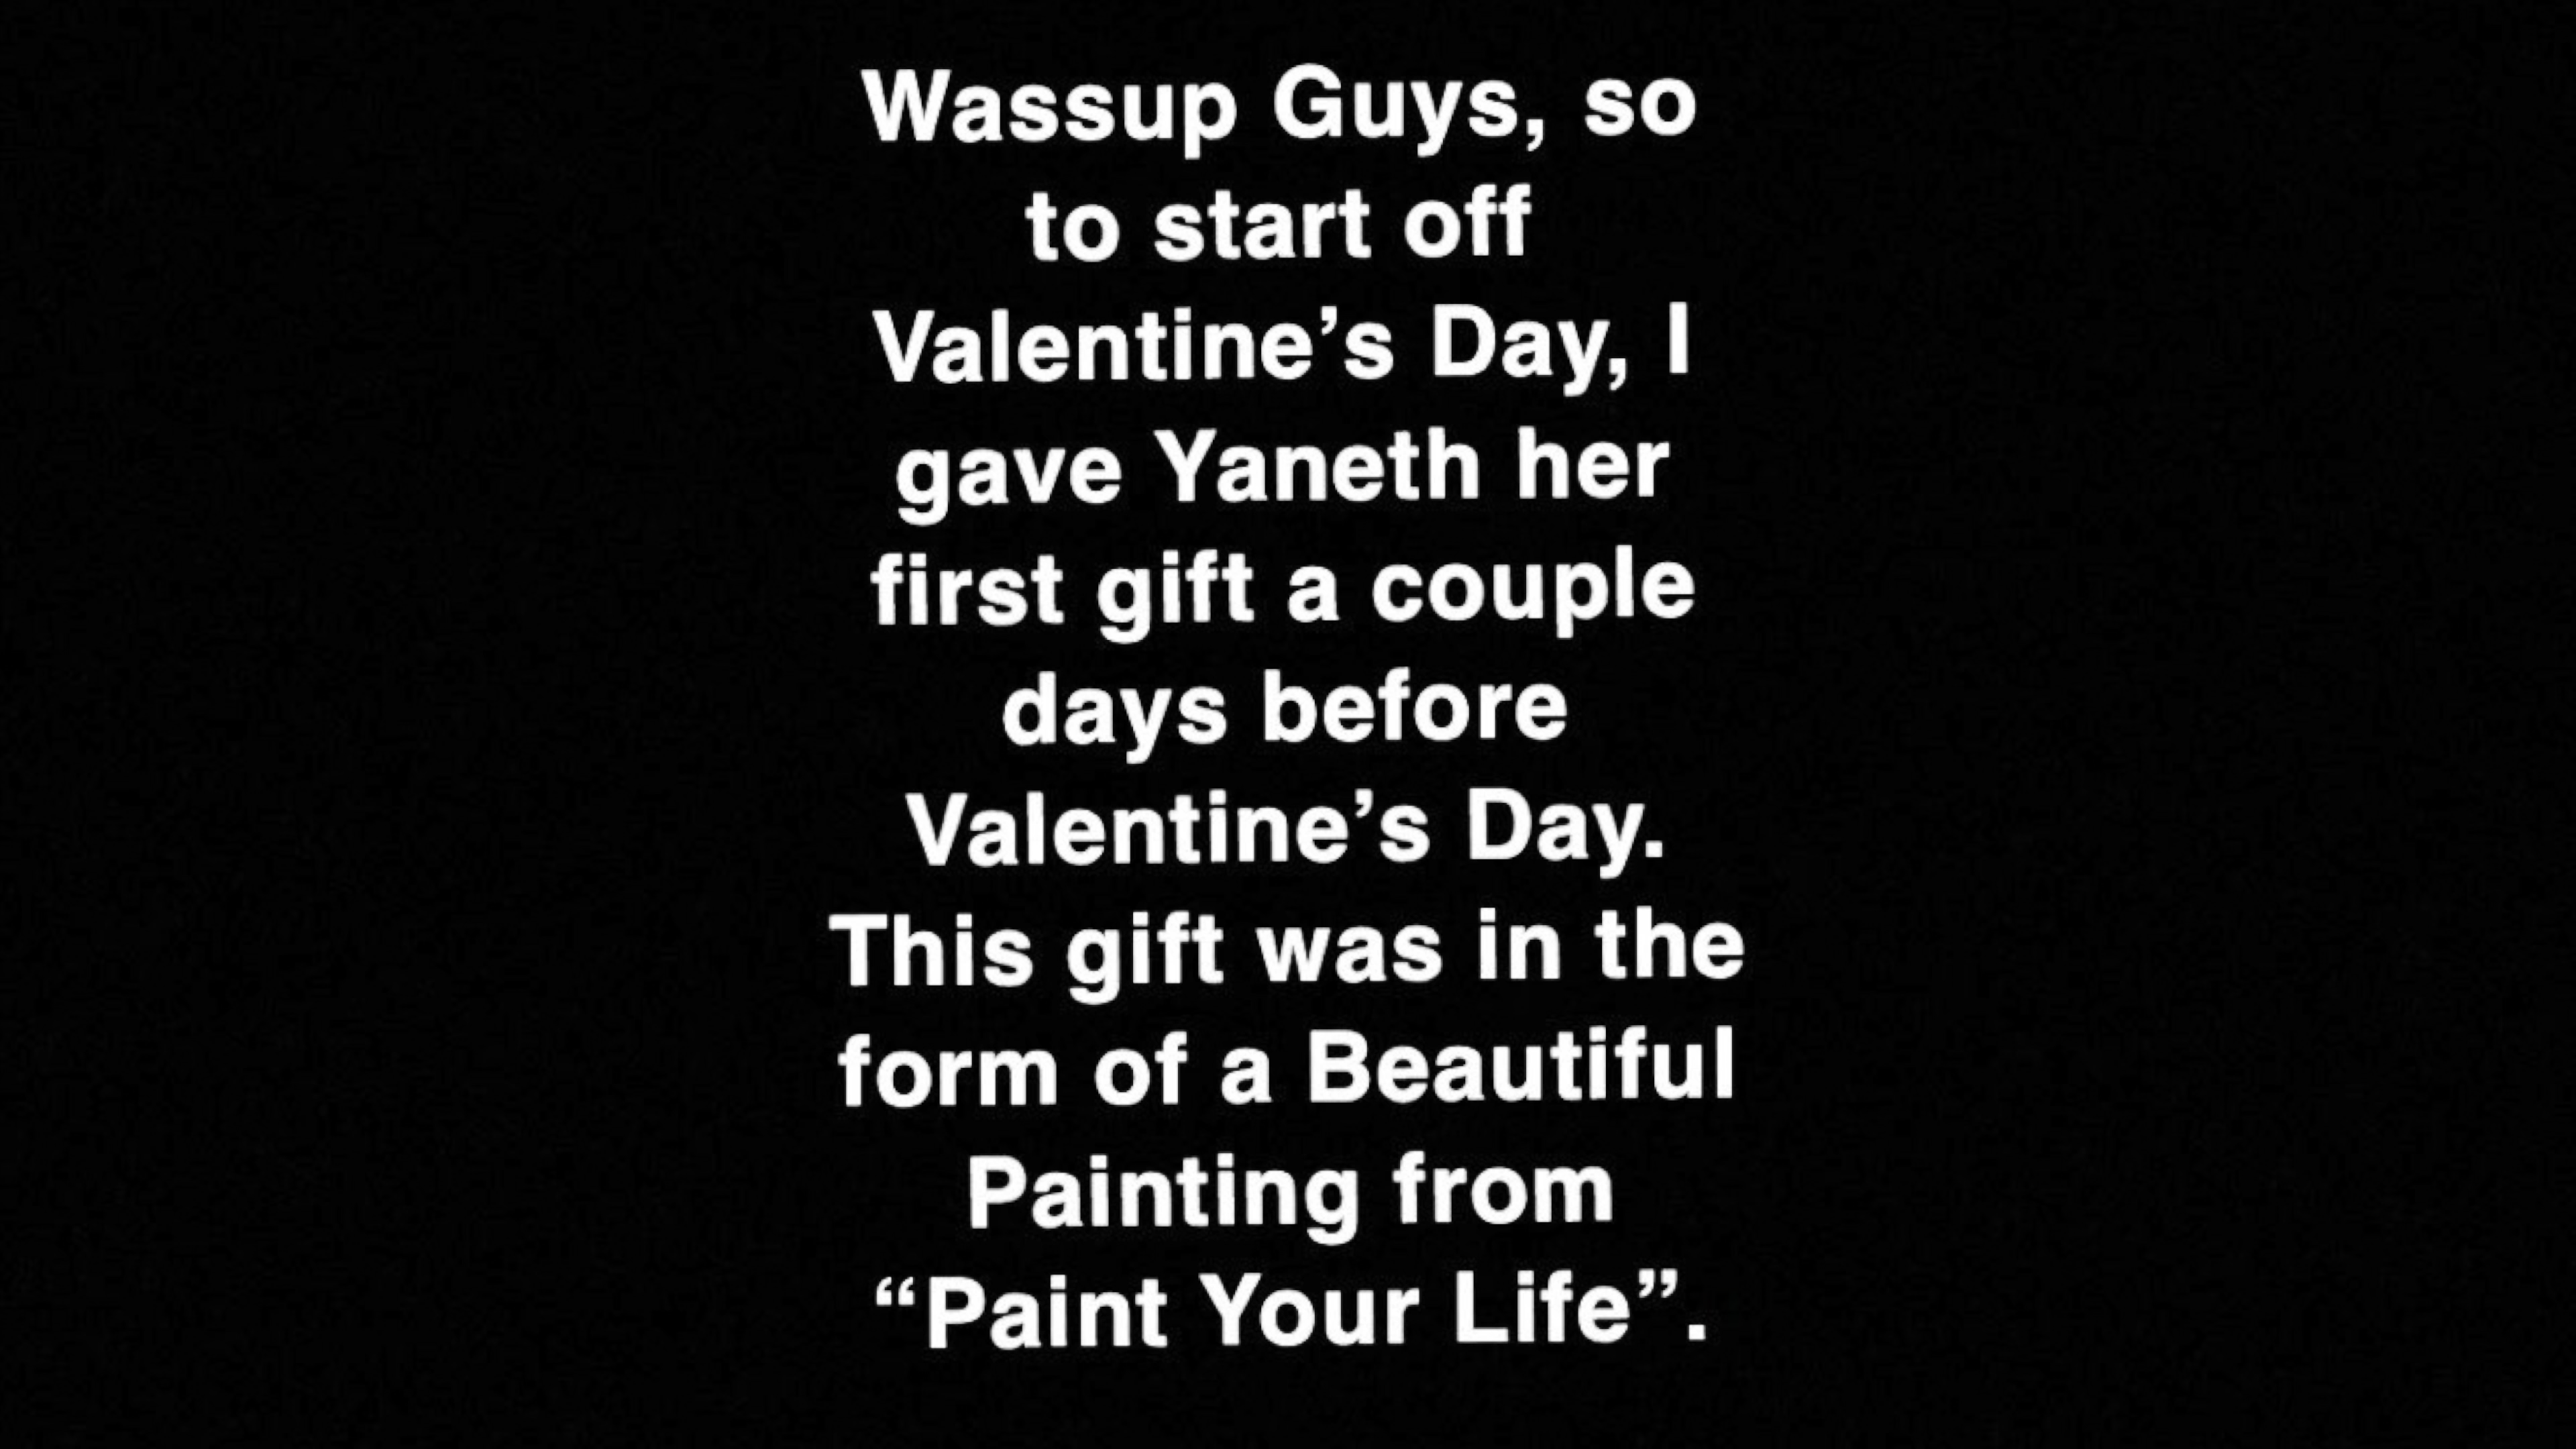 Wassup Guys, so
to start off
Valentine’s Day, I
gave Yaneth her
first gift a couple
days before
Valentine’s Day.
This gift was in the
form of a Beautiful
Painting from
“Paint Your Life”.